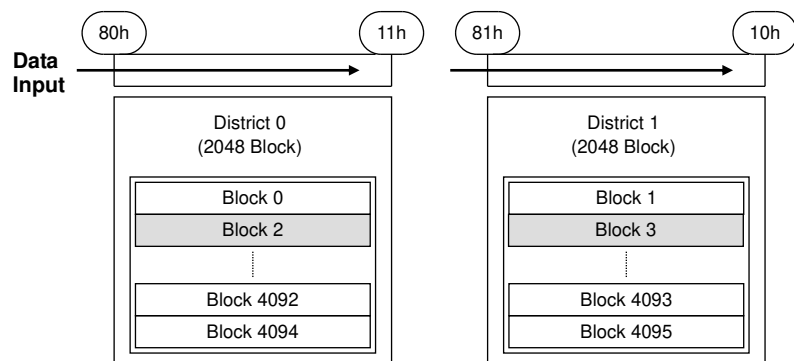 80h
11h
81h
10h
Data
Input
District 0
(2048 Block)
District 1
(2048 Block)
Block 0
Block 2
Block 4092
Block 4094
Block 1
Block 3
Block 4093
Block 4095